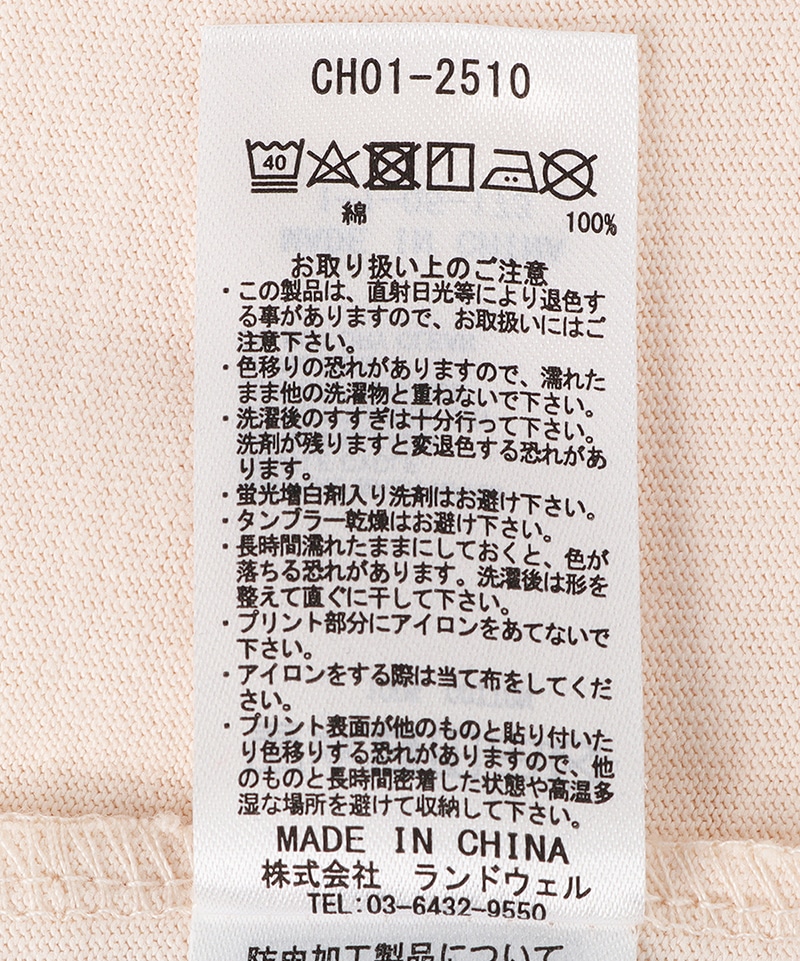 CH01-2510
40
綿 100%
お取り扱い上のご注意
・この製品は、直射日光等により退色す
る事がありますので、お取扱いにはご
注意下さい。
・色移りの恐れがありますので、濡れた
まま他の洗濯物と重ねないで下さい。
・洗濯後のすすぎは十分行って下さい。
洗剤が残りますと変退色する恐れがあ
ります。
・蛍光増白剤入り洗剤はお避け下さい。
・タンブラー乾燥はお避け下さい。
・長時間濡れたままにしておくと、色が
落ちる恐れがあります。洗濯後は形を
整えて直ぐに干して下さい。
・プリント部分にアイロンをあてないで
下さい。
・アイロンをする際は当て布をしてくだ
さい。
・プリント表面が他のものと貼り付いた
り色移りする恐れがありますので、他
のものと長時間密着した状態や高温多
湿な場所を避けて収納して下さい。
MADE IN CHINA
株式会社 ランドウェル
TEL:03-6432-9550
防虫加工製品について